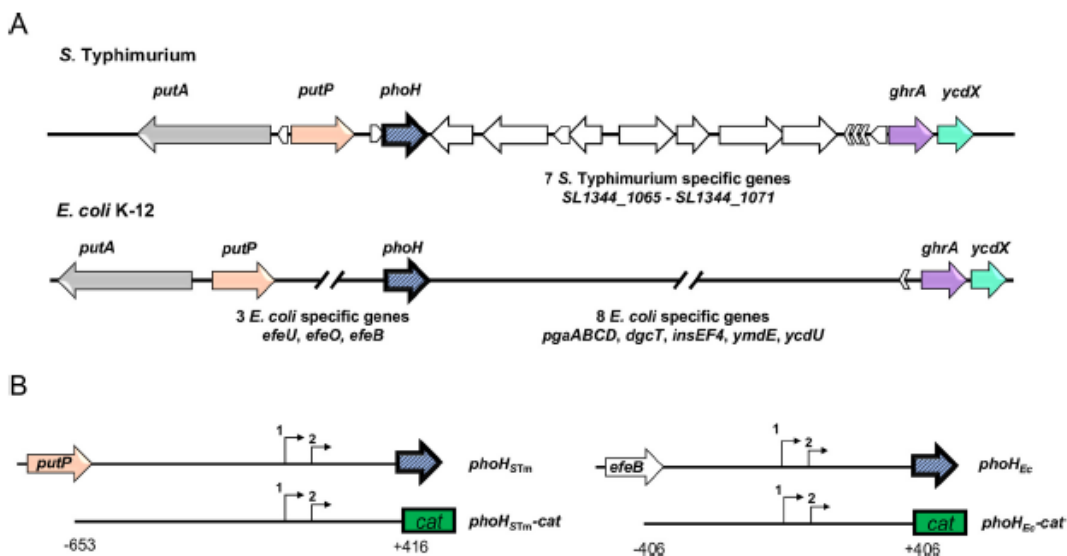 A
S. Typhimurium
putA putP phoH ghrA ycdX
7 S. Typhimurium specific genes
SL1344_1065 - SL1344_1071
E. coli K-12
putA putP phoH ghrA ycdX
3 E. coli specific genes 8 E. coli specific genes
efeU, efeO, efeB pgaABCD, dgcT, insEF4, ymdE, ycdU
B
1 2 1 2
putP phoHSTm efeB phoHEc
1 2 1 2
cat phoHSTm-cat cat phoHEc-cat
-653 +416 -406 +406